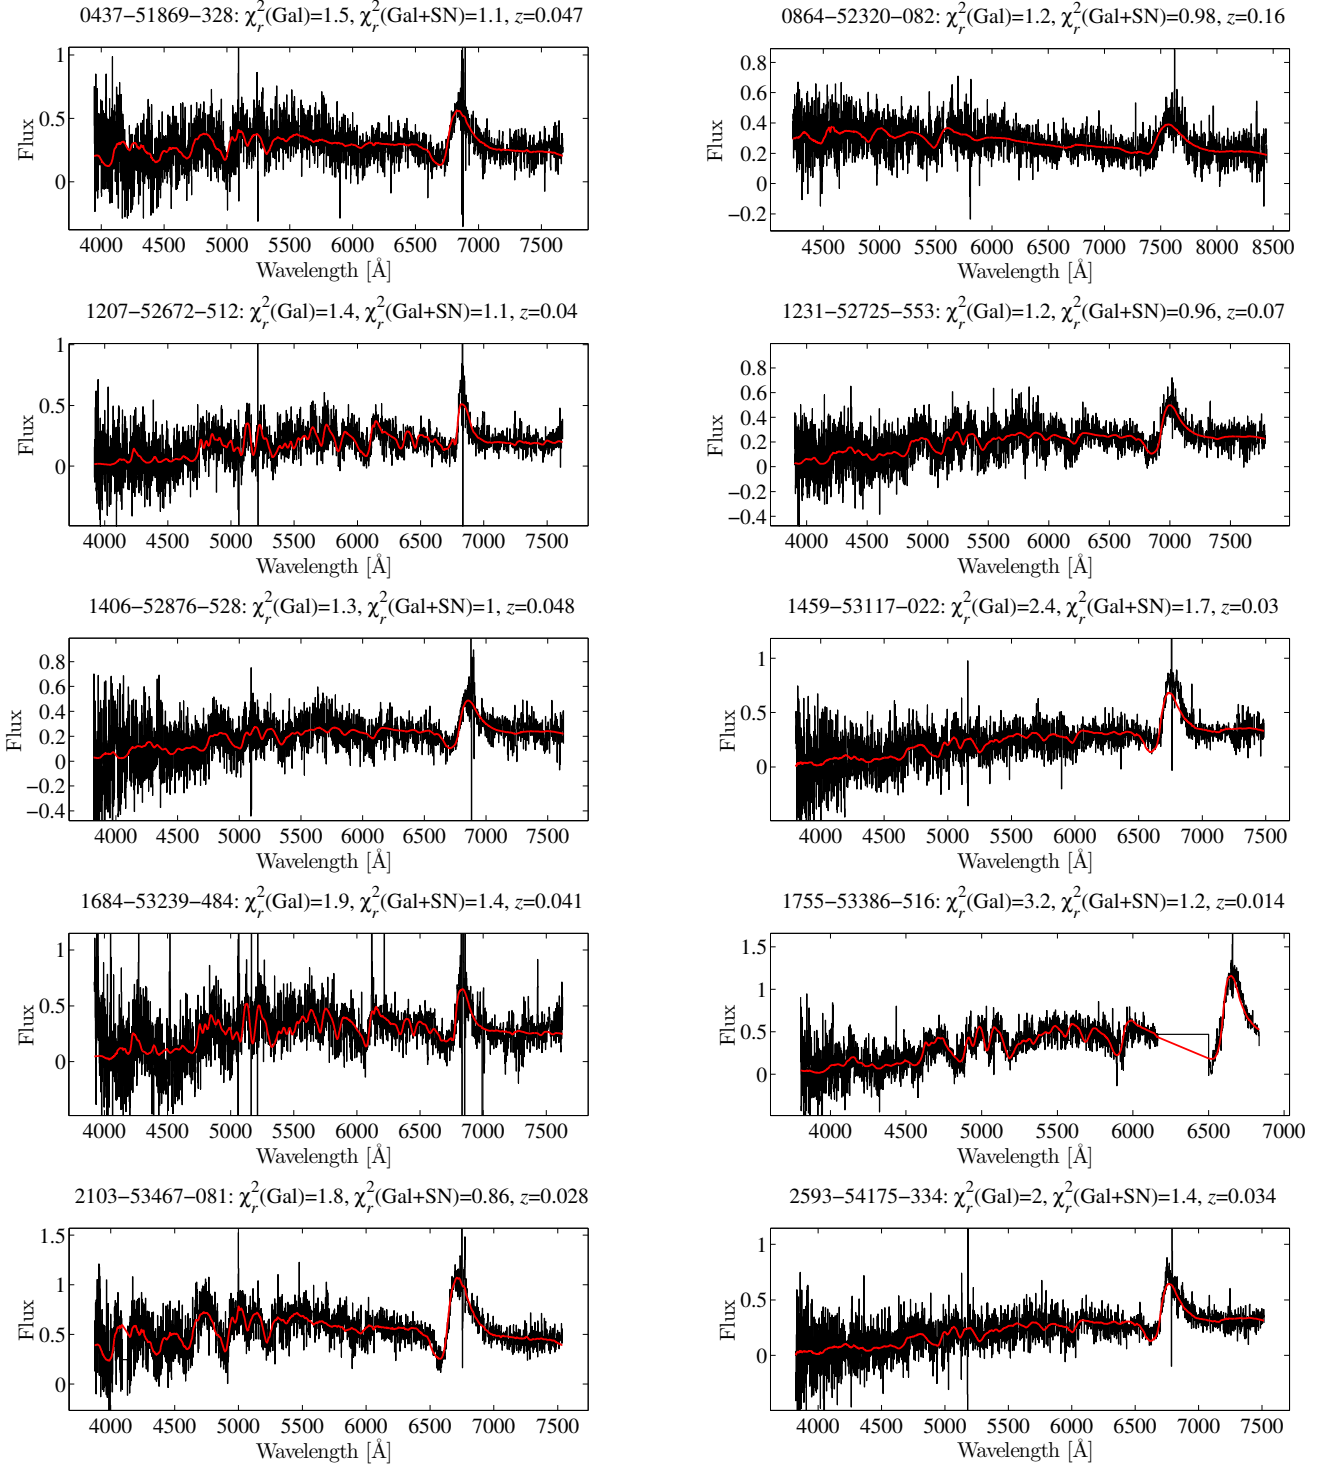 0437−51869−328: χ²ᵣ(Gal)=1.5, χ²ᵣ(Gal+SN)=1.1, z=0.047
1
0.5
0
Flux
4000 4500 5000 5500 6000 6500 7000 7500
Wavelength [Å]
0864−52320−082: χ²ᵣ(Gal)=1.2, χ²ᵣ(Gal+SN)=0.98, z=0.16
0.8
0.6
0.4
0.2
0
−0.2
Flux
4500 5000 5500 6000 6500 7000 7500 8000 8500
Wavelength [Å]
1207−52672−512: χ²ᵣ(Gal)=1.4, χ²ᵣ(Gal+SN)=1.1, z=0.04
1
0.5
0
Flux
4000 4500 5000 5500 6000 6500 7000 7500
Wavelength [Å]
1231−52725−553: χ²ᵣ(Gal)=1.2, χ²ᵣ(Gal+SN)=0.96, z=0.07
0.8
0.6
0.4
0.2
0
−0.2
−0.4
Flux
4000 4500 5000 5500 6000 6500 7000 7500
Wavelength [Å]
1406−52876−528: χ²ᵣ(Gal)=1.3, χ²ᵣ(Gal+SN)=1, z=0.048
0.8
0.6
0.4
0.2
0
−0.2
−0.4
Flux
4000 4500 5000 5500 6000 6500 7000 7500
Wavelength [Å]
1459−53117−022: χ²ᵣ(Gal)=2.4, χ²ᵣ(Gal+SN)=1.7, z=0.03
1
0.5
0
Flux
4000 4500 5000 5500 6000 6500 7000 7500
Wavelength [Å]
1684−53239−484: χ²ᵣ(Gal)=1.9, χ²ᵣ(Gal+SN)=1.4, z=0.041
1
0.5
0
Flux
4000 4500 5000 5500 6000 6500 7000 7500
Wavelength [Å]
1755−53386−516: χ²ᵣ(Gal)=3.2, χ²ᵣ(Gal+SN)=1.2, z=0.014
1.5
1
0.5
0
Flux
4000 4500 5000 5500 6000 6500 7000
Wavelength [Å]
2103−53467−081: χ²ᵣ(Gal)=1.8, χ²ᵣ(Gal+SN)=0.86, z=0.028
1.5
1
0.5
0
Flux
4000 4500 5000 5500 6000 6500 7000 7500
Wavelength [Å]
2593−54175−334: χ²ᵣ(Gal)=2, χ²ᵣ(Gal+SN)=1.4, z=0.034
1
0.5
0
Flux
4000 4500 5000 5500 6000 6500 7000 7500
Wavelength [Å]